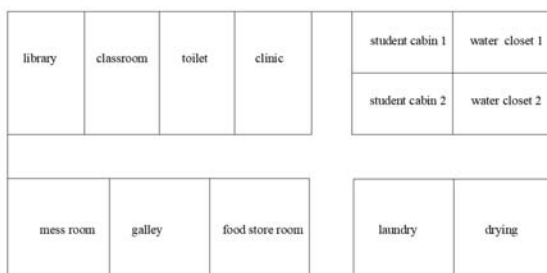 student cabin 1
water closet 1
library
classroom
toilet
clinic
student cabin 2
water closet 2
mess room
galley
food store room
laundry
drying